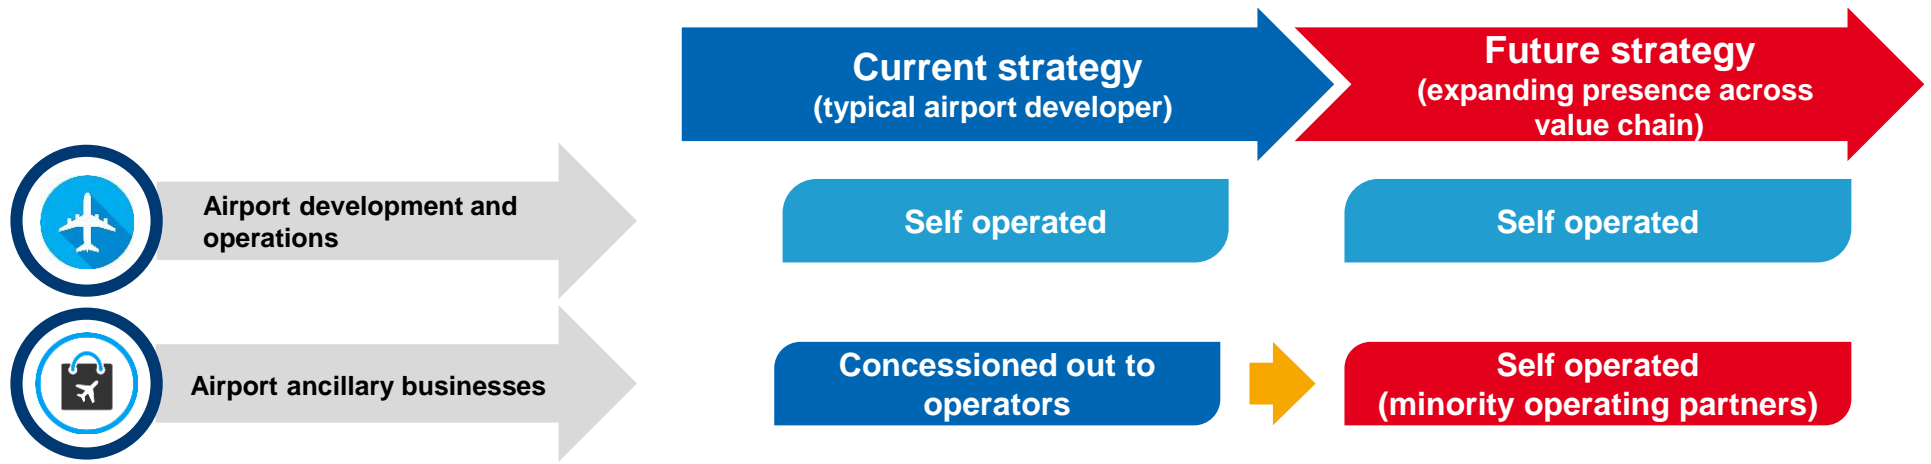 Current strategy
(typical airport developer)
Future strategy
(expanding presence across
value chain)
Airport development and
operations
Self operated
Self operated
Airport ancillary businesses
Concessioned out to
operators
Self operated
(minority operating partners)